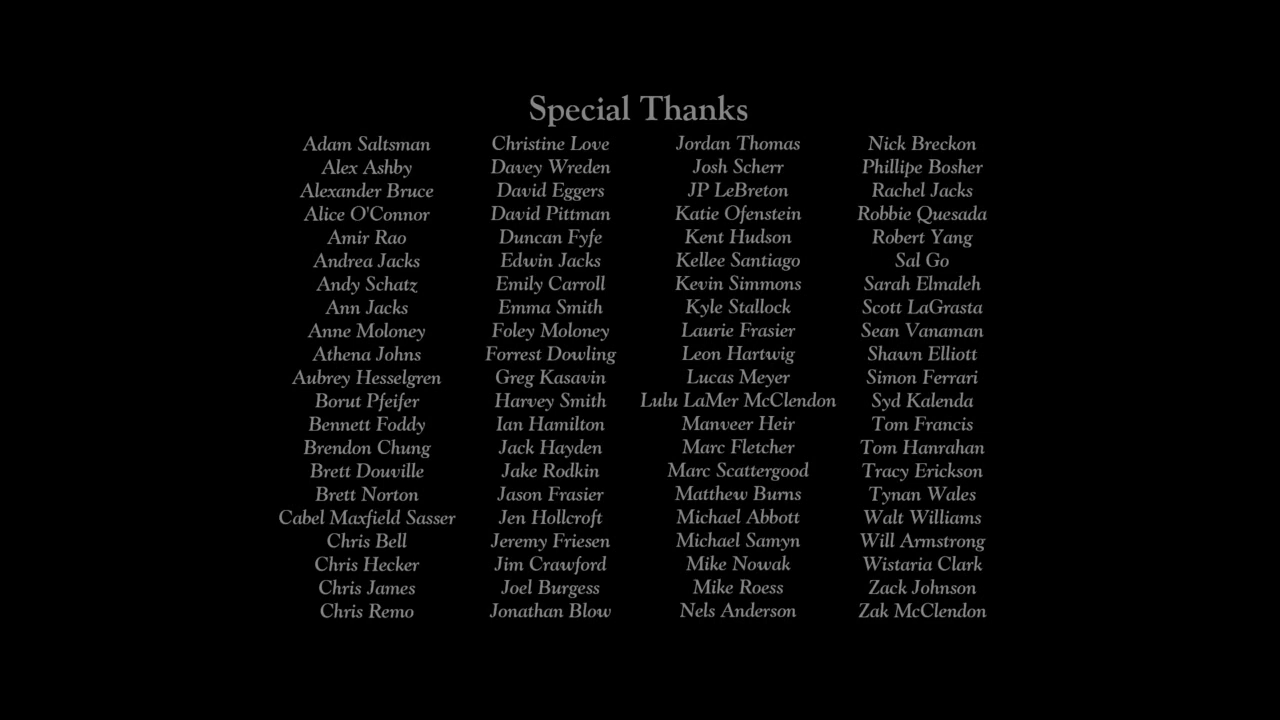 Special Thanks
Adam Saltsman
Alex Ashby
Alexander Bruce
Alice O'Connor
Amir Rao
Andrea Jacks
Andy Schatz
Ann Jacks
Anne Moloney
Athena Johns
Aubrey Hesselgren
Borut Pfeifer
Bennett Foddy
Brendon Chung
Brett Douville
Brett Norton
Cabel Maxfield Sasser
Chris Bell
Chris Hecker
Chris James
Chris Remo
Christine Love
Davey Wreden
David Eggers
David Pittman
Duncan Fyfe
Edwin Jacks
Emily Carroll
Emma Smith
Foley Moloney
Forrest Dowling
Greg Kasavin
Harvey Smith
Ian Hamilton
Jack Hayden
Jake Rodkin
Jason Frasier
Jen Hollcroft
Jeremy Friesen
Jim Crawford
Joel Burgess
Jonathan Blow
Jordan Thomas
Josh Scherr
JP LeBreton
Katie Ofenstein
Kent Hudson
Kellee Santiago
Kevin Simmons
Kyle Stallock
Laurie Frasier
Leon Hartwig
Lucas Meyer
Lulu LaMer McClendon
Manveer Heir
Marc Fletcher
Marc Scattergood
Matthew Burns
Michael Abbott
Michael Samyn
Mike Nowak
Mike Roess
Nels Anderson
Nick Breckon
Phillipe Bosher
Rachel Jacks
Robbie Quesada
Robert Yang
Sal Go
Sarah Elmaleh
Scott LaGrasta
Sean Vanaman
Shawn Elliott
Simon Ferrari
Syd Kalenda
Tom Francis
Tom Hanrahan
Tracy Erickson
Tynan Wales
Walt Williams
Will Armstrong
Wistaria Clark
Zack Johnson
Zak McClendon